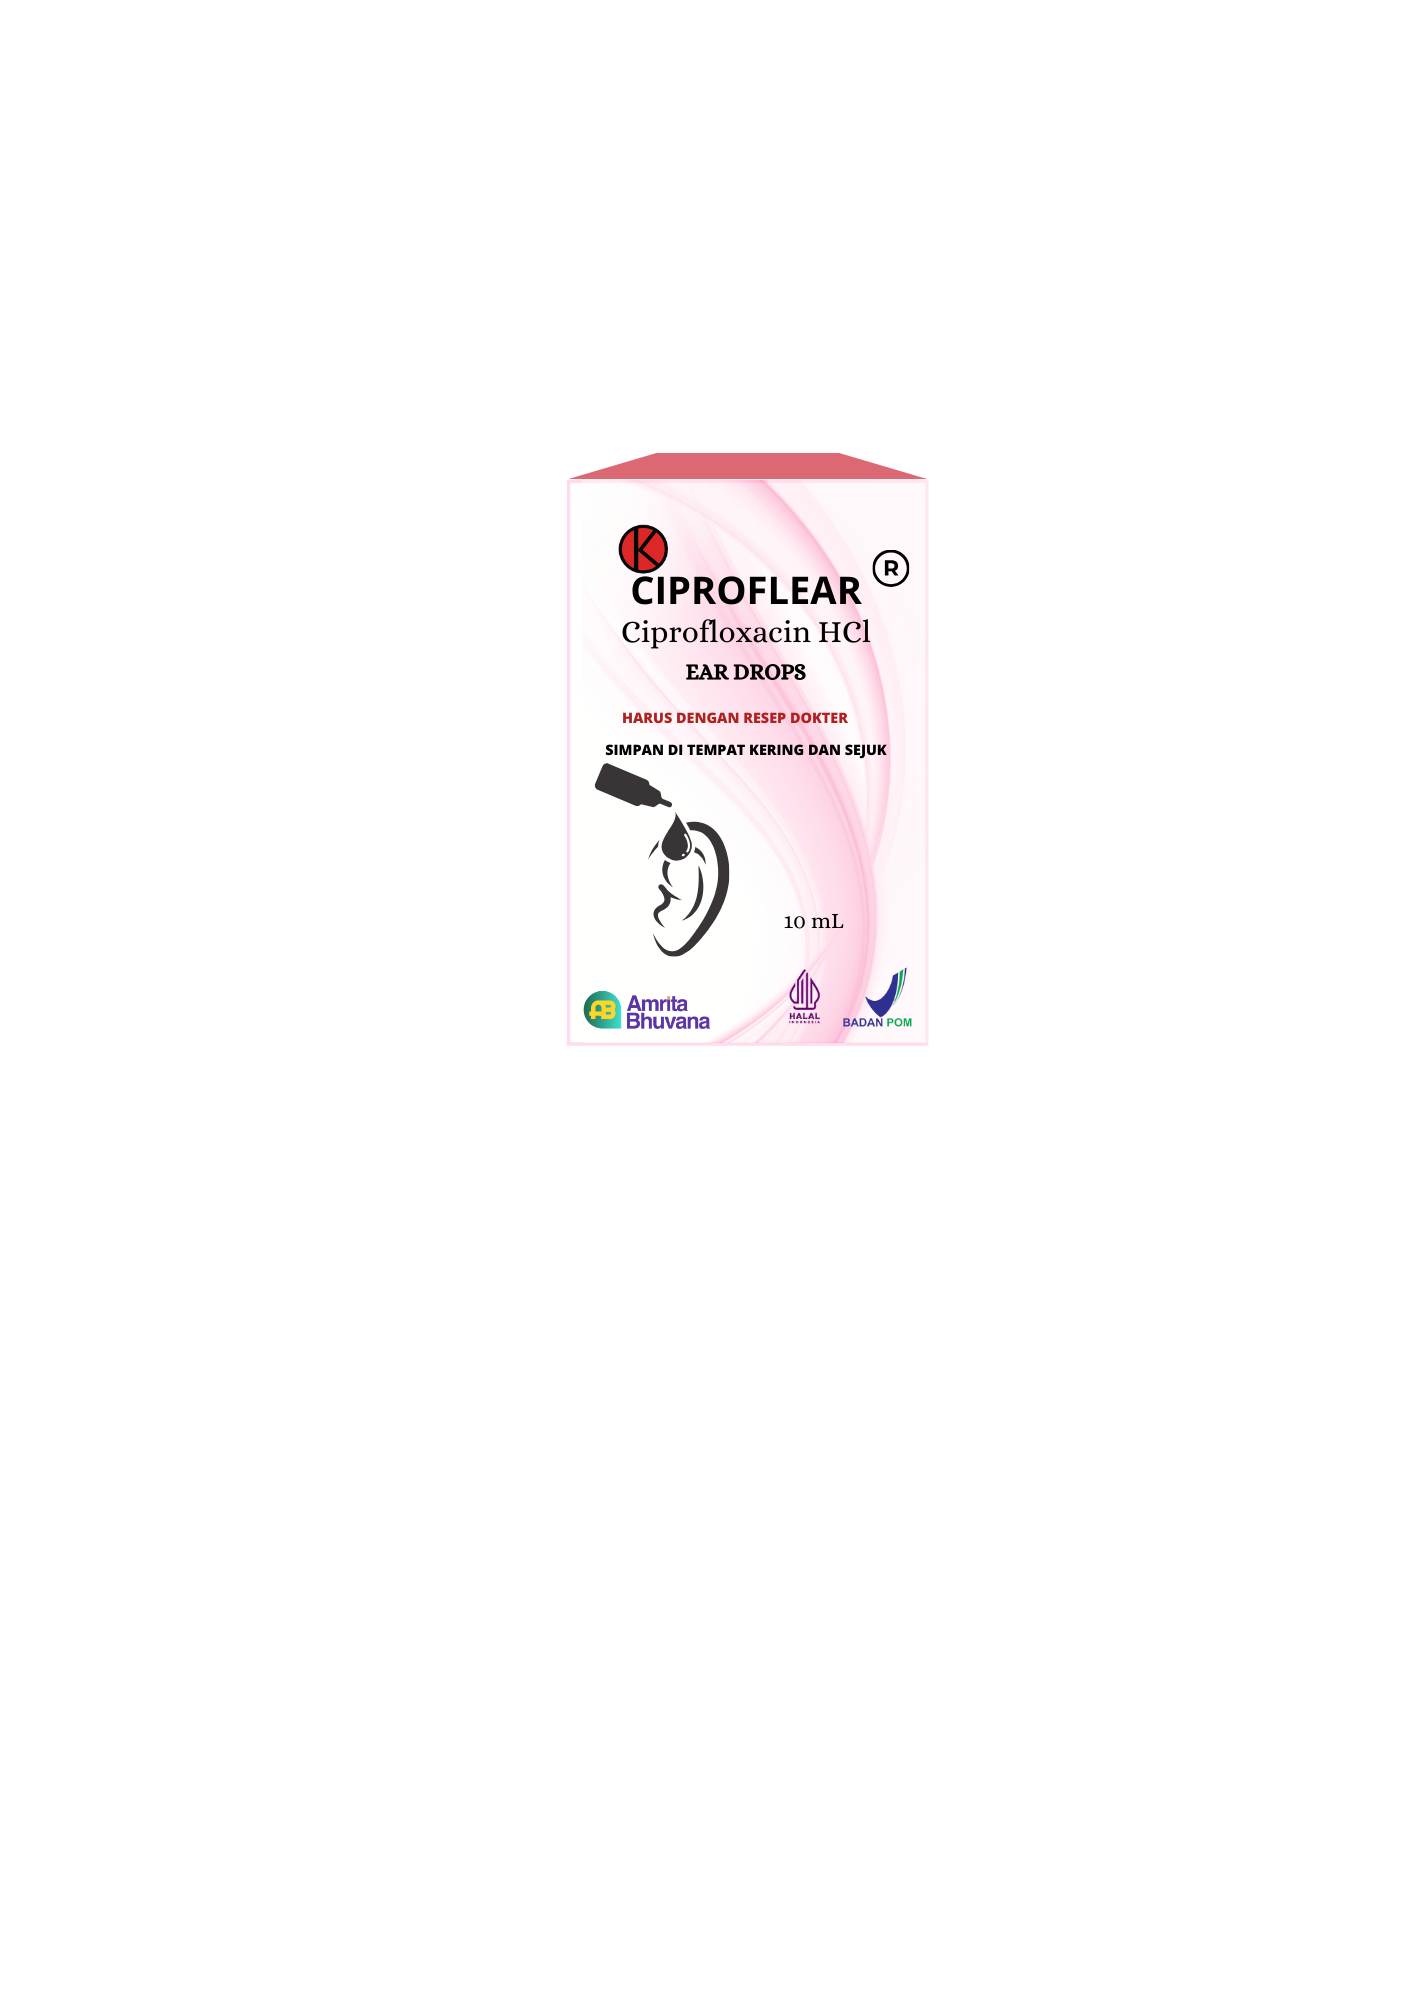 K
CIPROFLEAR
R
Ciprofloxacin HCl
EAR DROPS
HARUS DENGAN RESEP DOKTER
SIMPAN DI TEMPAT KERING DAN SEJUK
10 mL
AB
Amrita
Bhuvana
HALAL
INDONESIA
BADAN POM